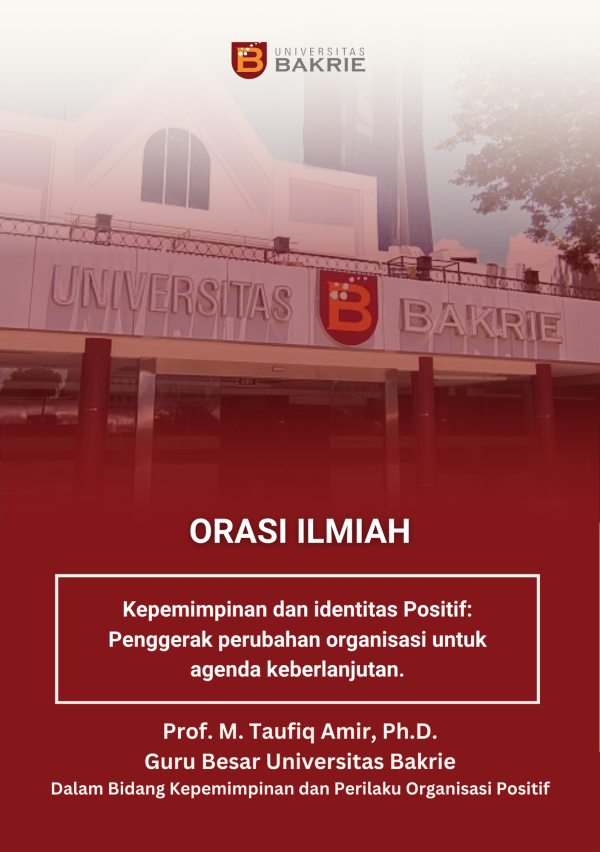 UNIVERSITAS
BAKRIE
UNIVERSITAS B BAKRIE
ORASI ILMIAH
Kepemimpinan dan identitas Positif:
Penggerak perubahan organisasi untuk
agenda keberlanjutan.
Prof. M. Taufiq Amir, Ph.D.
Guru Besar Universitas Bakrie
Dalam Bidang Kepemimpinan dan Perilaku Organisasi Positif